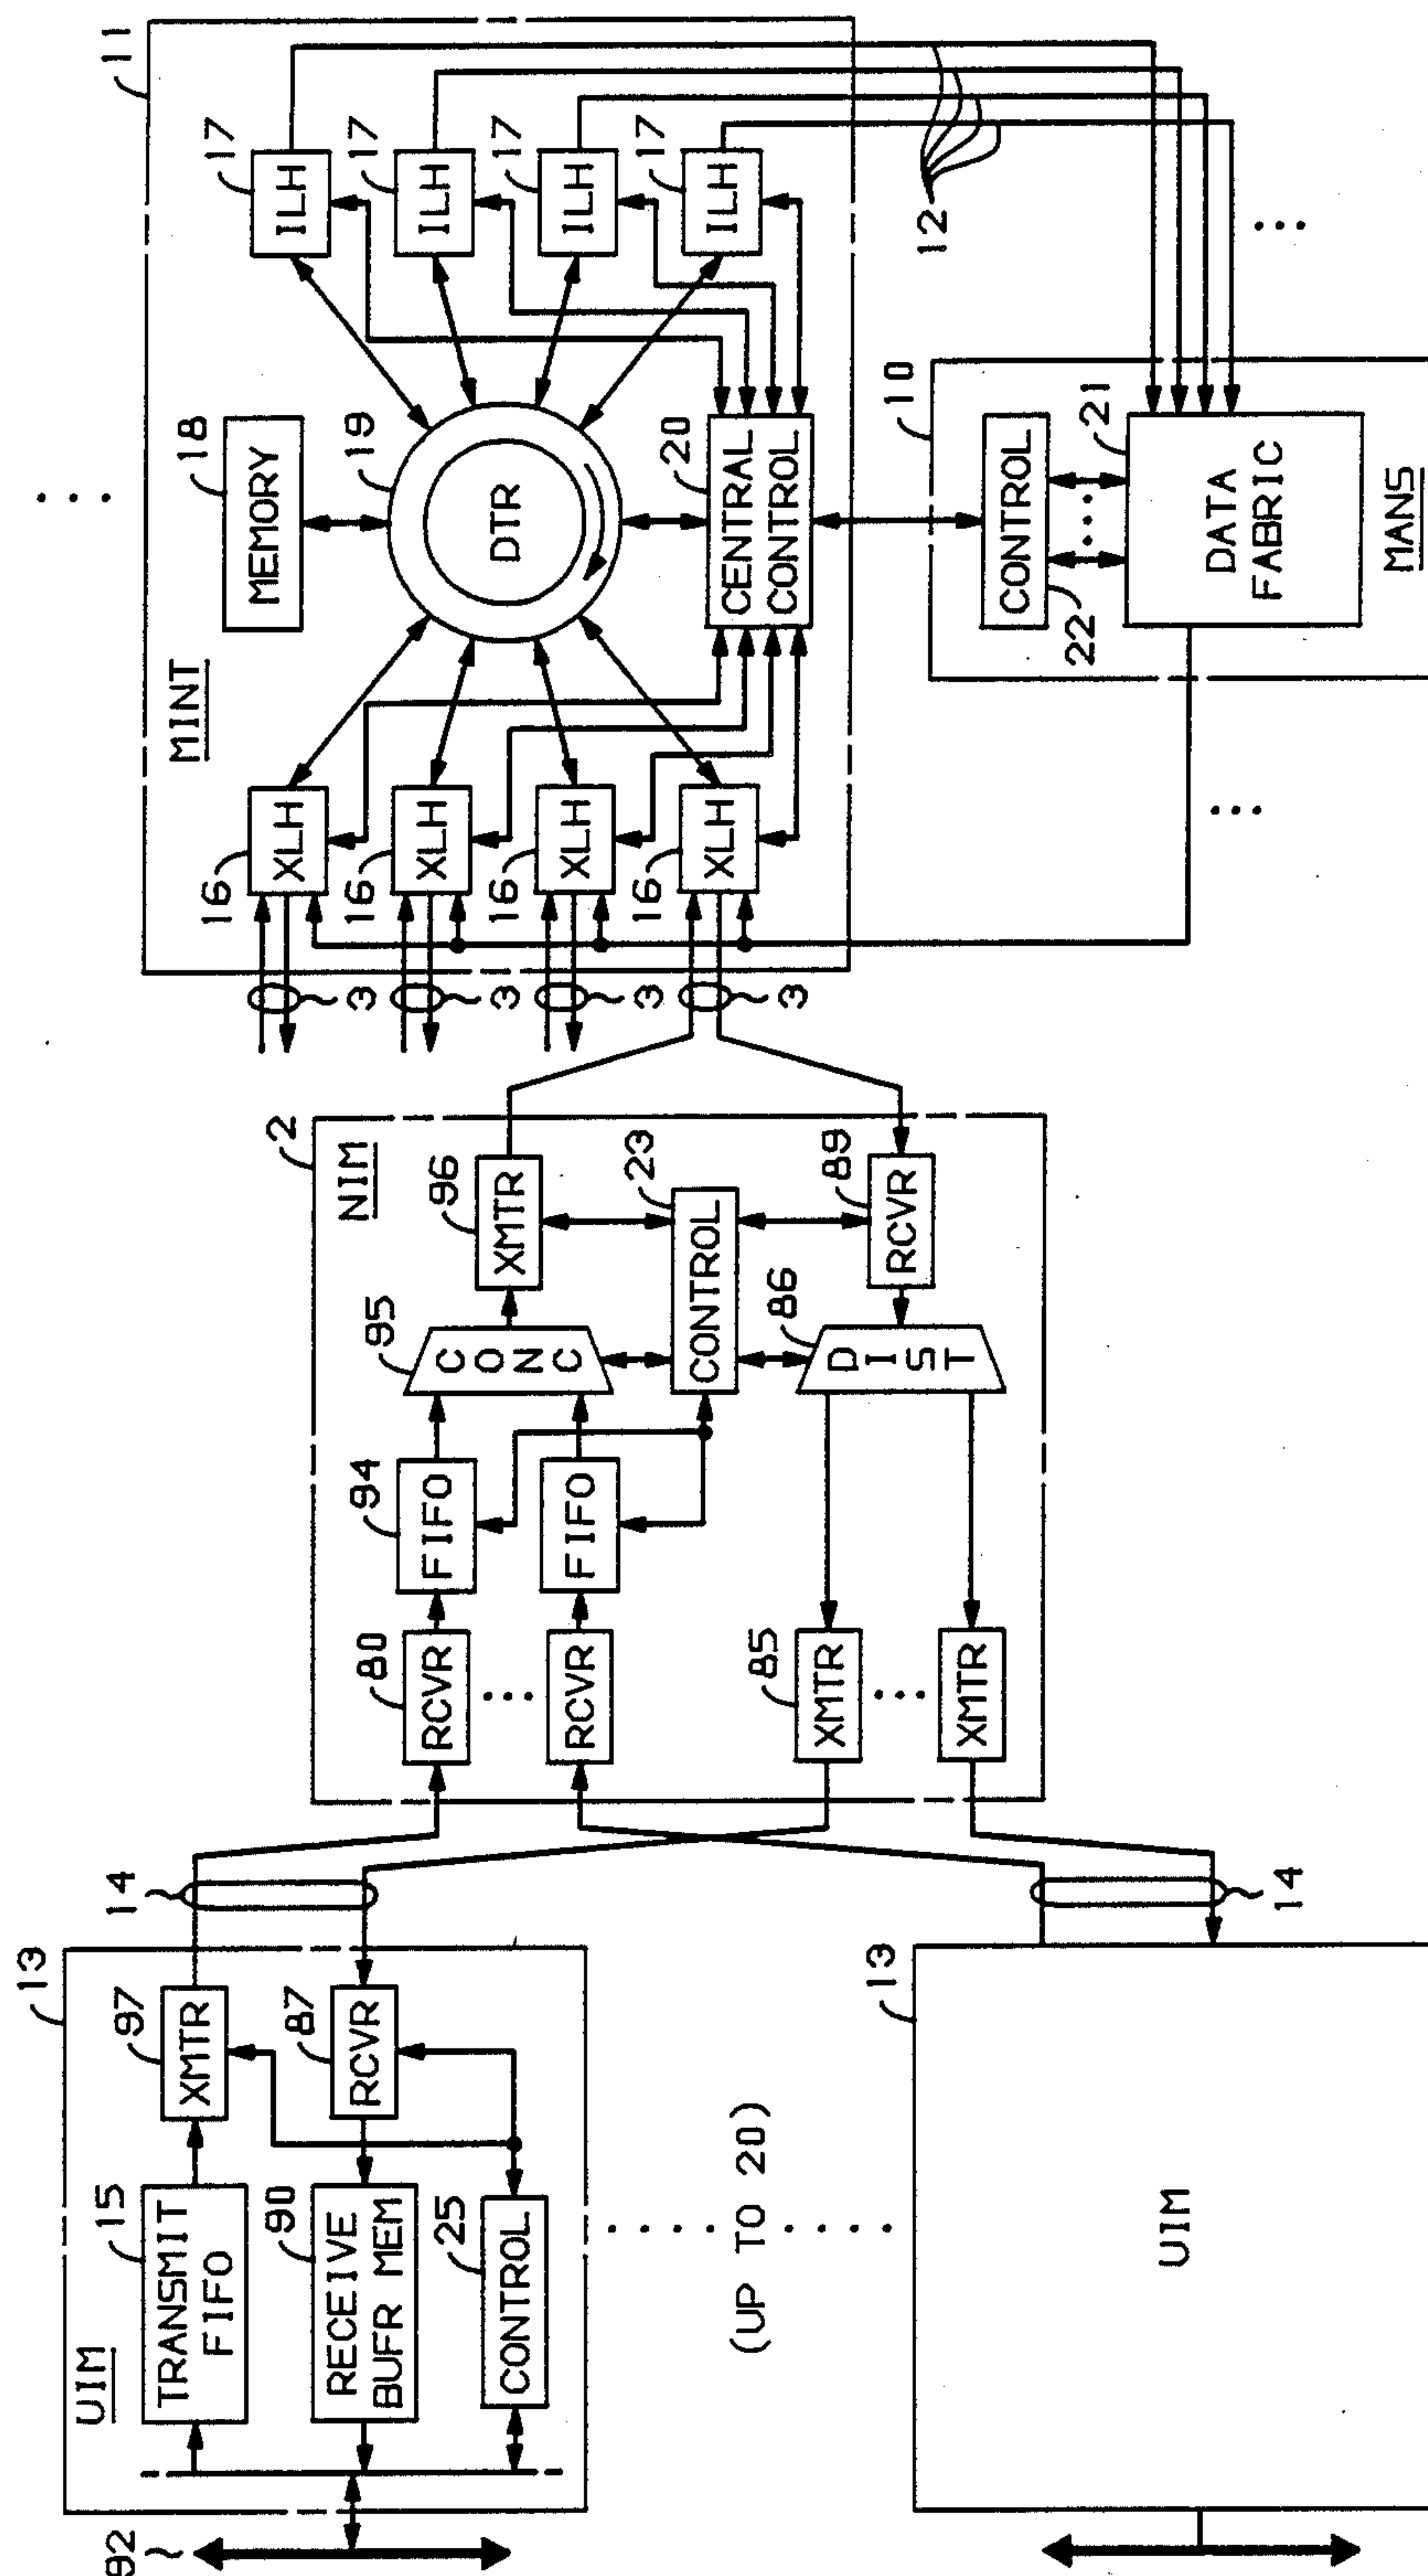 92
13
UIM
15
TRANSMIT
FIFO
97
XMTR
90
RECEIVE
BUFR MEM
87
RCVR
25
CONTROL
14
(UP TO 20)
13
UIM
14
2
NIM
80
RCVR
94
FIFO
RCVR
FIFO
95
CONC
96
XMTR
23
CONTROL
85
XMTR
XMTR
86
DIST
89
RCVR
3
3
3
3
11
MINT
16
XLH
16
XLH
16
XLH
16
XLH
18
MEMORY
19
DTR
20
CENTRAL
CONTROL
17
ILH
17
ILH
17
ILH
17
ILH
12
10
CONTROL
22
21
DATA
FABRIC
MANS